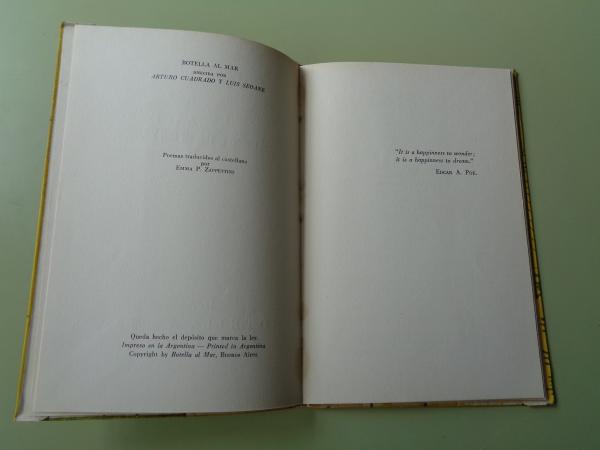 BOTELLA AL MAR
DIRIGIDA POR
ARTURO CUADRADO Y LUIS SEOANE
Poemas traducidos al castellano
por
EMMA P. ZAPPETTINI
Queda hecho el depósito que marca la ley.
Impreso en la Argentina — Printed in Argentina
Copyright by Botella al Mar, Buenos Aires.
"It is a happinness to wonder;
it is a happinness to dream."
EDGAR A. POE.